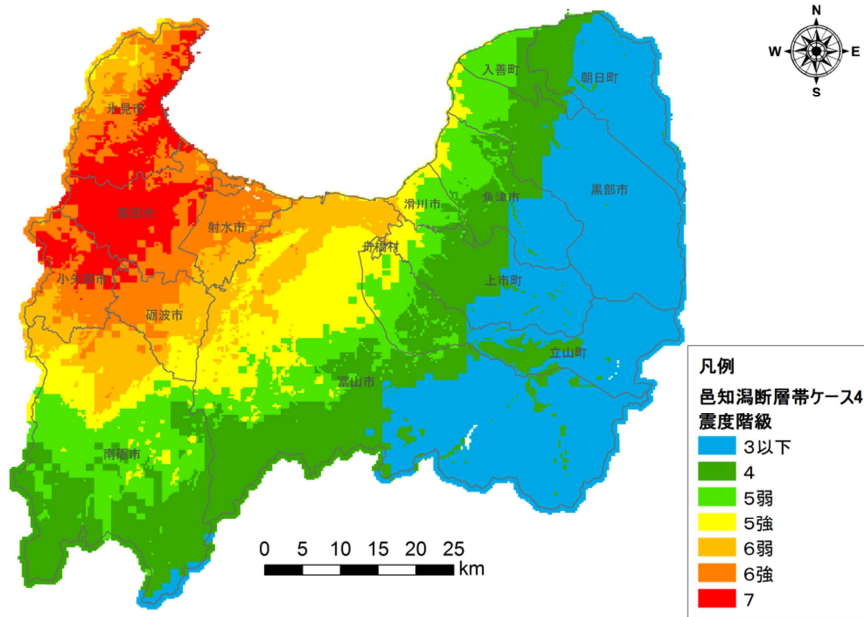 N
W E
S
入善町
朝日町
氷見市
黒部市
魚津市
滑川市
高岡市
射水市
舟橋村
上市町
小矢部市
砺波市
立山町
富山市
南砺市
0 5 10 15 20 25
km
凡例
邑知潟断層帯ケース4
震度階級
3以下
4
5弱
5強
6弱
6強
7